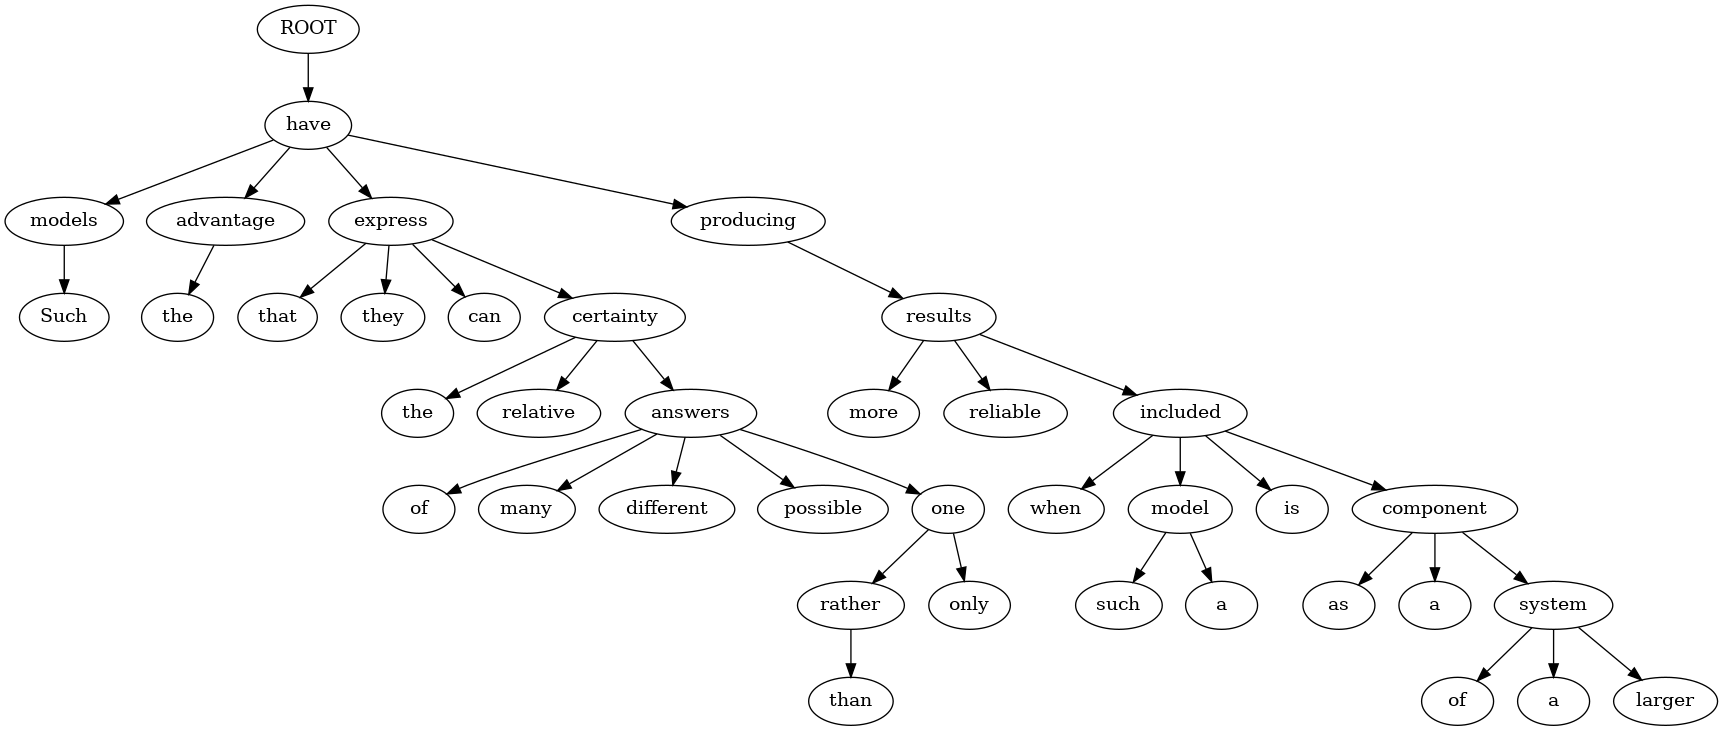 ROOT
have
models advantage express producing
Such the that they can certainty results
the relative answers more reliable included
of many different possible one when model is component
rather only such a as a system
than of a larger